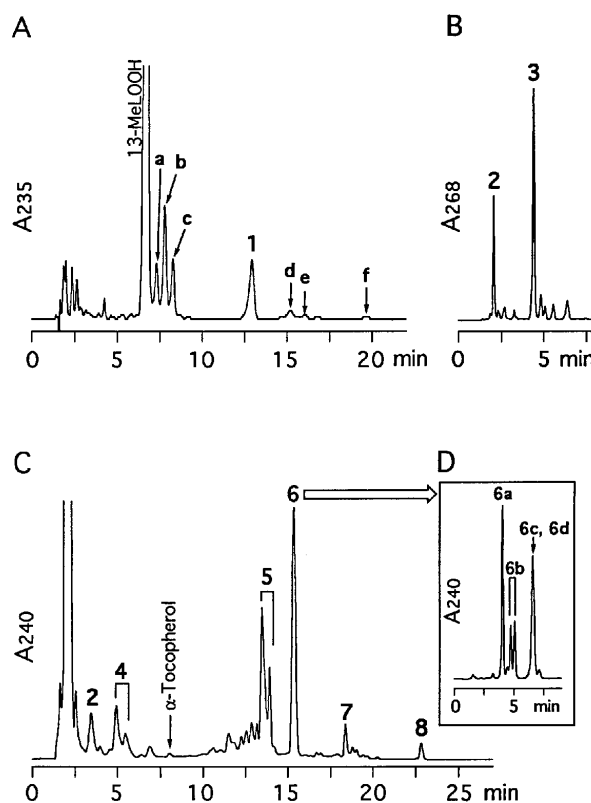 A
B
13-MeLOOH
a
b
c
1
d
e
f
A235
0 5 10 15 20 min
2
3
A268
0 5 min
C
D
2
4
α-Tocopherol
5
6
7
8
A240
0 5 10 15 20 25 min
6a
6b
6c, 6d
A240
5 min